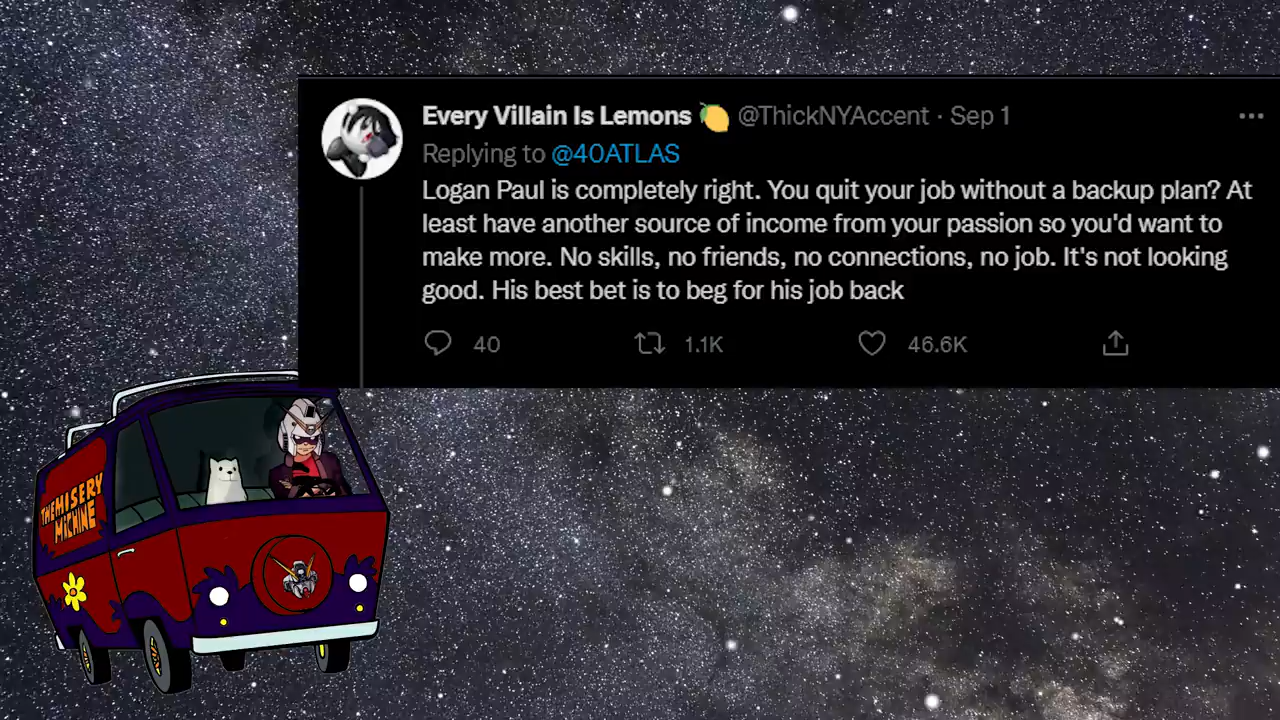 Every Villain Is Lemons 🍋 @ThickNYAccent · Sep 1
Replying to @40ATLAS
Logan Paul is completely right. You quit your job without a backup plan? At
least have another source of income from your passion so you'd want to
make more. No skills, no friends, no connections, no job. It's not looking
good. His best bet is to beg for his job back
40 1.1K 46.6K
THE MISERY
MACHINE